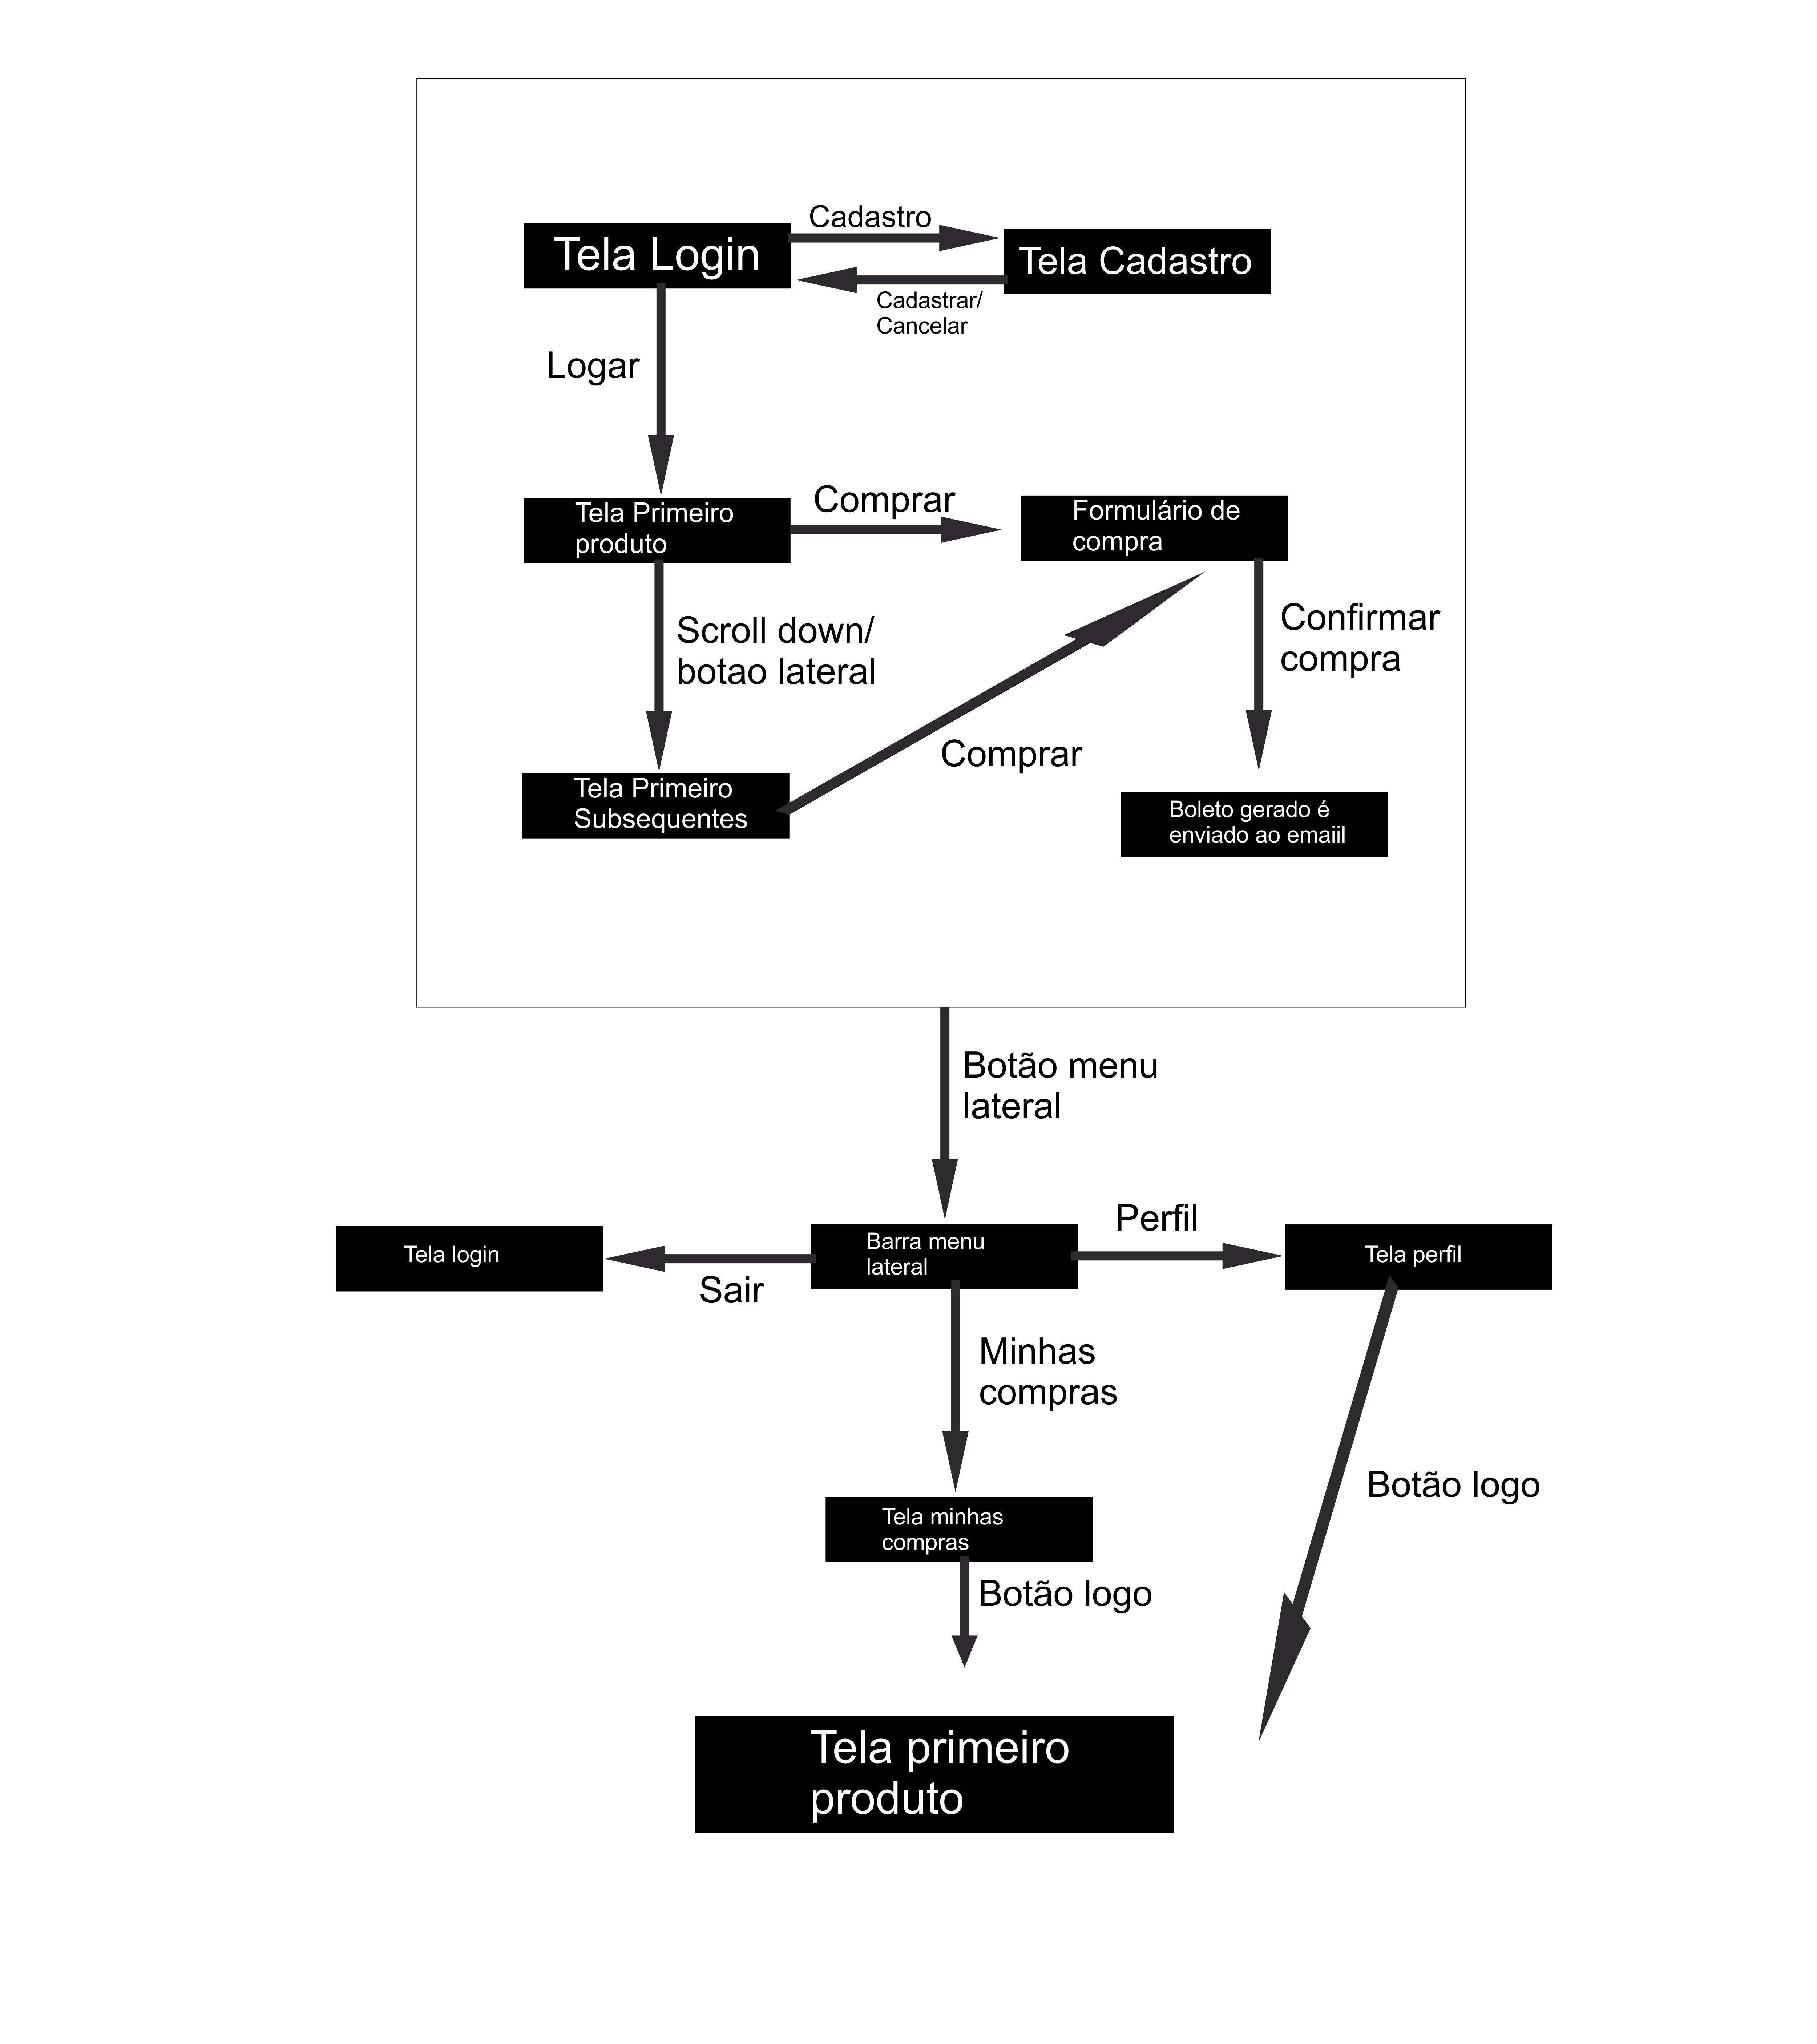 Cadastro
Tela Login
Tela Cadastro
Cadastrar/
Cancelar
Logar
Tela Primeiro
produto
Comprar
Formulário de
compra
Scroll down/
botao lateral
Confirmar
compra
Comprar
Tela Primeiro
Subsequentes
Boleto gerado é
enviado ao emaiil
Botão menu
lateral
Tela login
Sair
Barra menu
lateral
Perfil
Tela perfil
Minhas
compras
Botão logo
Tela minhas
compras
Botão logo
Tela primeiro
produto